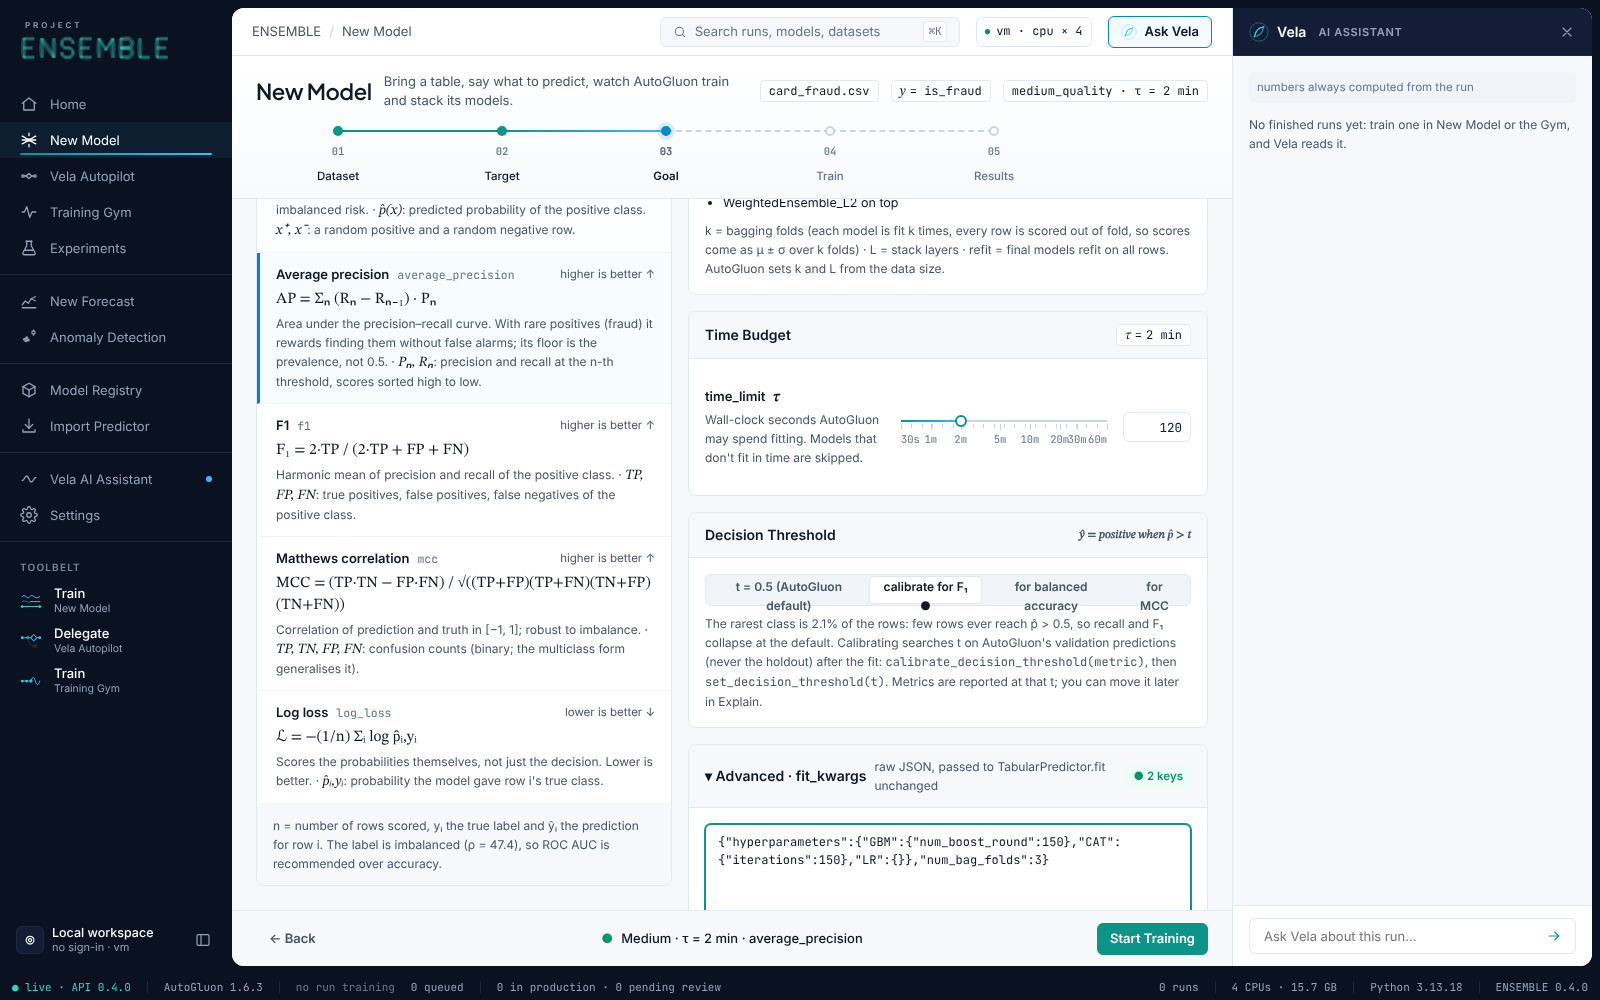 PROJECT
ENSEMBLE
Home
New Model
Vela Autopilot
Training Gym
Experiments
New Forecast
Anomaly Detection
Model Registry
Import Predictor
Vela AI Assistant
Settings
TOOLBELT
Train
New Model
Delegate
Vela Autopilot
Train
Training Gym
Local workspace
no sign-in · vm
ENSEMBLE / New Model
Search runs, models, datasets ⌘K
vm · cpu × 4
Ask Vela
New Model
Bring a table, say what to predict, watch AutoGluon train
and stack its models.
card_fraud.csv
y = is_fraud
medium_quality · τ = 2 min
01 02 03 04 05
Dataset Target Goal Train Results
imbalanced risk. · p̂(x): predicted probability of the positive class.
x⁺, x⁻: a random positive and a random negative row.
Average precision average_precision higher is better ↑
AP = Σₙ (Rₙ − Rₙ₋₁) · Pₙ
Area under the precision–recall curve. With rare positives (fraud) it
rewards finding them without false alarms; its floor is the
prevalence, not 0.5. · Pₙ, Rₙ: precision and recall at the n-th
threshold, scores sorted high to low.
F1 f1 higher is better ↑
F₁ = 2·TP / (2·TP + FP + FN)
Harmonic mean of precision and recall of the positive class. · TP,
FP, FN: true positives, false positives, false negatives of the
positive class.
Matthews correlation mcc higher is better ↑
MCC = (TP·TN − FP·FN) / √((TP+FP)(TP+FN)(TN+FP)
(TN+FN))
Correlation of prediction and truth in [−1, 1]; robust to imbalance. ·
TP, TN, FP, FN: confusion counts (binary; the multiclass form
generalises it).
Log loss log_loss lower is better ↓
ℒ = −(1/n) Σᵢ log p̂ᵢ,yᵢ
Scores the probabilities themselves, not just the decision. Lower is
better. · p̂ᵢ,yᵢ: probability the model gave row i's true class.
n = number of rows scored, yᵢ the true label and ŷᵢ the prediction
for row i. The label is imbalanced (ρ = 47.4), so ROC AUC is
recommended over accuracy.
• WeightedEnsemble_L2 on top
k = bagging folds (each model is fit k times, every row is scored out of fold, so scores
come as μ ± σ over k folds) · L = stack layers · refit = final models refit on all rows.
AutoGluon sets k and L from the data size.
Time Budget
τ = 2 min
time_limit τ
Wall-clock seconds AutoGluon
may spend fitting. Models that
don't fit in time are skipped.
30s 1m 2m 5m 10m 20m 30m 60m
120
Decision Threshold
ŷ = positive when p̂ > t
t = 0.5 (AutoGluon
default)
calibrate for F₁
for balanced
accuracy
for
MCC
The rarest class is 2.1% of the rows: few rows ever reach p̂ > 0.5, so recall and F₁
collapse at the default. Calibrating searches t on AutoGluon's validation predictions
(never the holdout) after the fit: calibrate_decision_threshold(metric), then
set_decision_threshold(t). Metrics are reported at that t; you can move it later
in Explain.
▾ Advanced · fit_kwargs
raw JSON, passed to TabularPredictor.fit
unchanged
2 keys
{"hyperparameters":{"GBM":{"num_boost_round":150},"CAT":
{"iterations":150},"LR":{}},"num_bag_folds":3}
← Back
Medium · τ = 2 min · average_precision
Start Training
Vela AI ASSISTANT
numbers always computed from the run
No finished runs yet: train one in New Model or the Gym,
and Vela reads it.
Ask Vela about this run... →
live · API 0.4.0
AutoGluon 1.6.3
no run training 0 queued
0 in production · 0 pending review
0 runs
4 CPUs · 15.7 GB
Python 3.13.18
ENSEMBLE 0.4.0